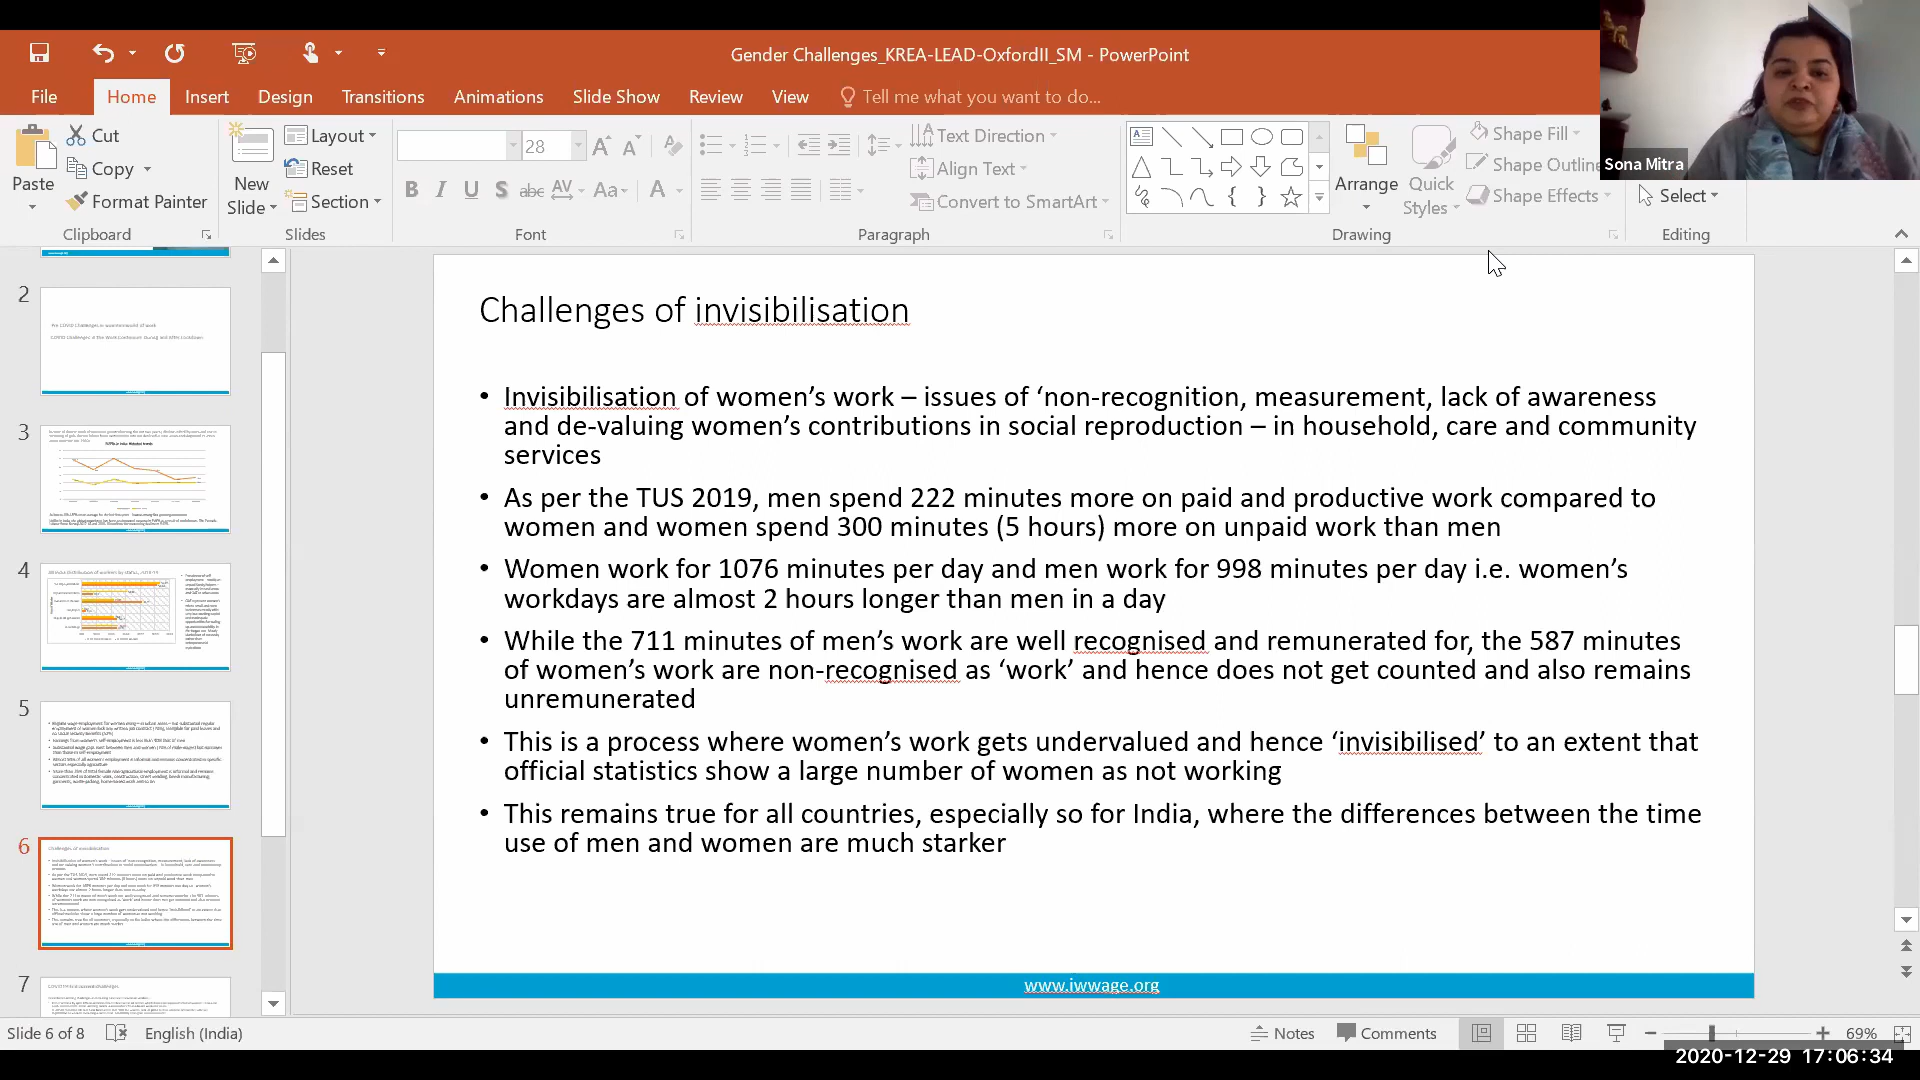 Gender Challenges_KREA-LEAD-OxfordII_SM - PowerPoint
File Home Insert Design Transitions Animations Slide Show Review View Tell me what you want to do...
Paste
Cut
Copy
Format Painter
Clipboard
New
Slide
Layout
Reset
Section
Slides
28
B I U S abc AV Aa A
Font
Text Direction
Align Text
Convert to SmartArt
Paragraph
Arrange
Quick
Styles
Shape Fill
Shape Outline
Shape Effects
Drawing
Select
Editing
Sona Mitra
2
3
4
5
6
7
Challenges of invisibilisation
• Invisibilisation of women’s work – issues of ‘non-recognition, measurement, lack of awareness
and de-valuing women’s contributions in social reproduction – in household, care and community
services
• As per the TUS 2019, men spend 222 minutes more on paid and productive work compared to
women and women spend 300 minutes (5 hours) more on unpaid work than men
• Women work for 1076 minutes per day and men work for 998 minutes per day i.e. women’s
workdays are almost 2 hours longer than men in a day
• While the 711 minutes of men’s work are well recognised and remunerated for, the 587 minutes
of women’s work are non-recognised as ‘work’ and hence does not get counted and also remains
unremunerated
• This is a process where women’s work gets undervalued and hence ‘invisibilised’ to an extent that
official statistics show a large number of women as not working
• This remains true for all countries, especially so for India, where the differences between the time
use of men and women are much starker
www.iwwage.org
Slide 6 of 8 English (India) Notes Comments 69%
2020-12-29 17:06:34